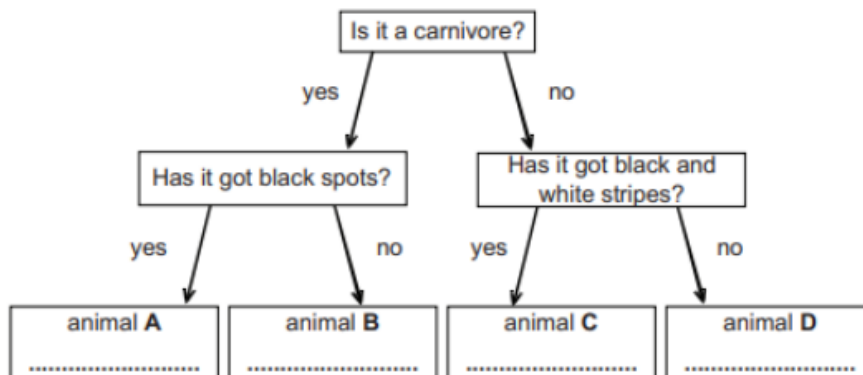 Is it a carnivore?
yes
no
Has it got black spots?
Has it got black and
white stripes?
yes
no
yes
no
animal A
animal B
animal C
animal D
..........................
..........................
..........................
..........................